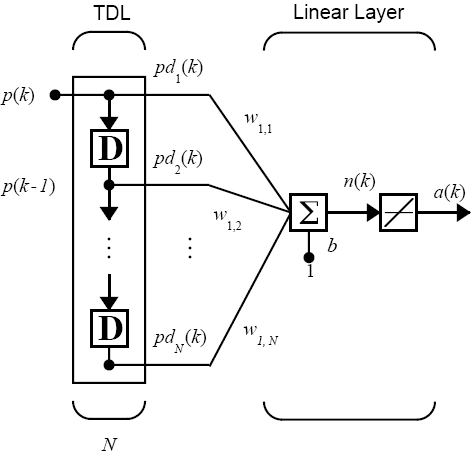 TDL Linear Layer
pd1(k)
p(k)
w1,1
D
pd2(k)
p(k-1)
n(k) a(k)
Σ
w1,2
b
1
D
pdN(k)
w1,N
N